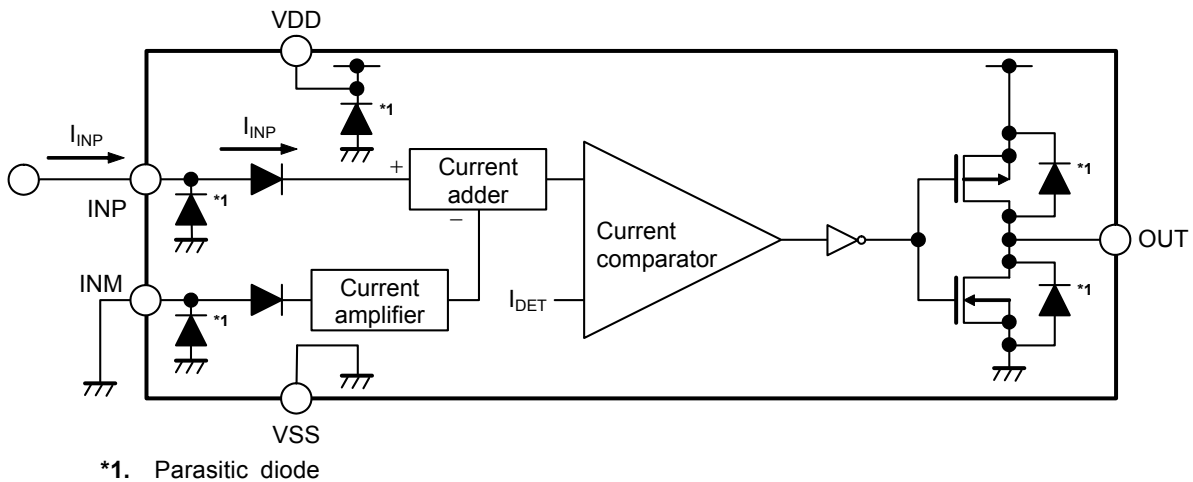 VDD
*1
I_INP
I_INP
+
Current
adder
INP
*1
−
Current
comparator
*1
OUT
INM
Current
amplifier
I_DET
*1
*1
VSS
*1. Parasitic diode